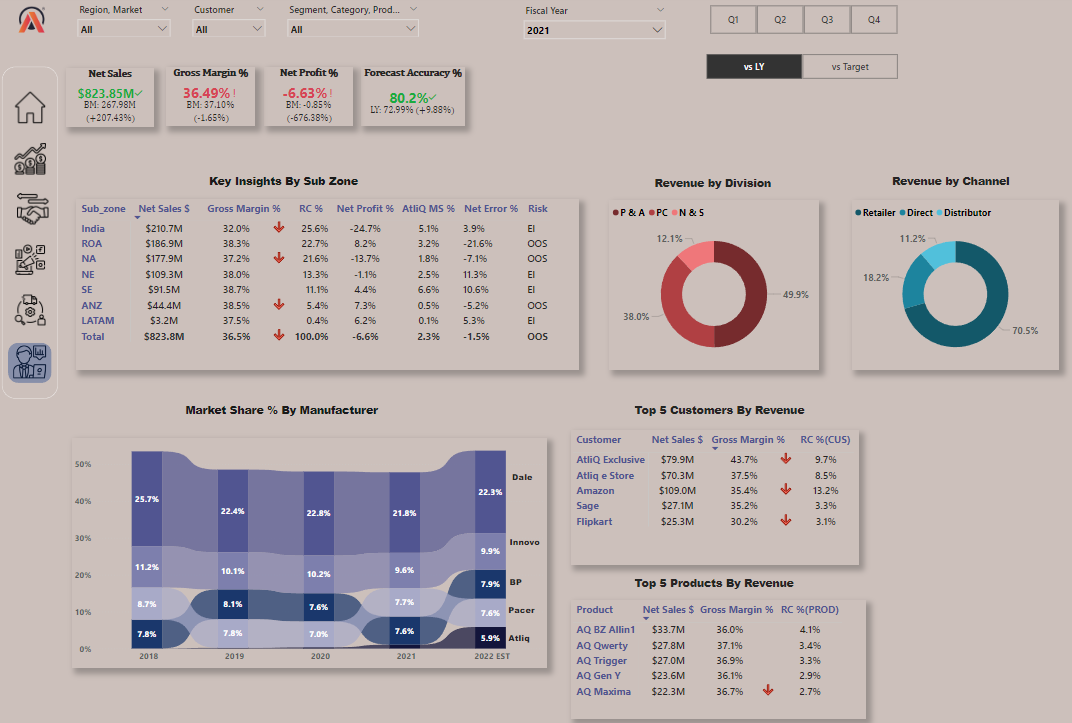 Region, Market
Customer
Segment, Category, Prod...
Fiscal Year
All
All
All
2021
Q1
Q2
Q3
Q4
vs LY
vs Target
Net Sales
$823.85M
BM: 267.98M
(+207.43%)
Gross Margin %
36.49% !
BM: 37.10%
(-1.65%)
Net Profit %
-6.63% !
BM: -0.85%
(-676.38%)
Forecast Accuracy %
80.2%
LY: 72.99% (+9.88%)
Key Insights By Sub Zone
Sub_zone Net Sales $ Gross Margin % RC % Net Profit % AtliQ MS % Net Error % Risk
India $210.7M 32.0% 25.6% -24.7% 5.1% 3.9% EI
ROA $186.9M 38.3% 22.7% 8.2% 3.2% -21.6% OOS
NA $177.9M 37.2% 21.6% -13.7% 1.8% -7.1% OOS
NE $109.3M 38.0% 13.3% -1.1% 2.5% 11.3% EI
SE $91.5M 38.7% 11.1% 4.4% 6.6% 10.6% EI
ANZ $44.4M 38.5% 5.4% 7.3% 0.5% -5.2% OOS
LATAM $3.2M 37.5% 0.4% 6.2% 0.1% 5.3% EI
Total $823.8M 36.5% 100.0% -6.6% 2.3% -1.5% OOS
Revenue by Division
P & A PC N & S
12.1%
49.9%
38.0%
Revenue by Channel
Retailer Direct Distributor
11.2%
18.2%
70.5%
Market Share % By Manufacturer
50%
40%
30%
20%
10%
0%
25.7%
11.2%
8.7%
7.8%
22.4%
10.1%
8.1%
7.8%
22.8%
10.2%
7.6%
7.0%
21.8%
9.6%
7.7%
7.6%
22.3%
9.9%
7.9%
7.6%
5.9%
Dale
Innovo
BP
Pacer
Atliq
2018 2019 2020 2021 2022 EST
Top 5 Customers By Revenue
Customer Net Sales $ Gross Margin % RC %(CUS)
AtliQ Exclusive $79.9M 43.7% 9.7%
Atliq e Store $70.3M 37.5% 8.5%
Amazon $109.0M 35.4% 13.2%
Sage $27.1M 35.2% 3.3%
Flipkart $25.3M 30.2% 3.1%
Top 5 Products By Revenue
Product Net Sales $ Gross Margin % RC %(PROD)
AQ BZ Allin1 $33.7M 36.0% 4.1%
AQ Qwerty $27.8M 37.1% 3.4%
AQ Trigger $27.0M 36.9% 3.3%
AQ Gen Y $23.6M 36.1% 2.9%
AQ Maxima $22.3M 36.7% 2.7%